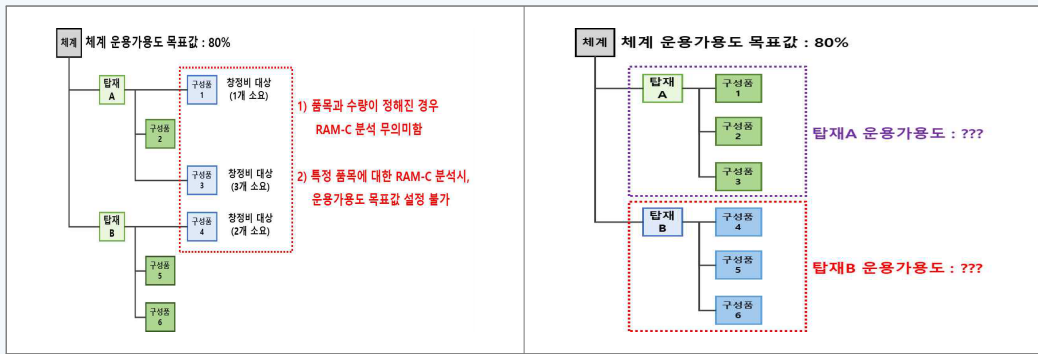 체계
체계 운용가용도 목표값 : 80%
탑재
A
구성품
1
창정비 대상
(1개 소요)
구성품
2
구성품
3
창정비 대상
(3개 소요)
탑재
B
구성품
4
창정비 대상
(2개 소요)
구성품
5
구성품
6
1) 품목과 수량이 정해진 경우
RAM-C 분석 무의미함
2) 특정 품목에 대한 RAM-C 분석시,
운용가용도 목표값 설정 불가
체계
체계 운용가용도 목표값 : 80%
탑재
A
구성품
1
구성품
2
구성품
3
탑재A 운용가용도 : ???
탑재
B
구성품
4
구성품
5
구성품
6
탑재B 운용가용도 : ???